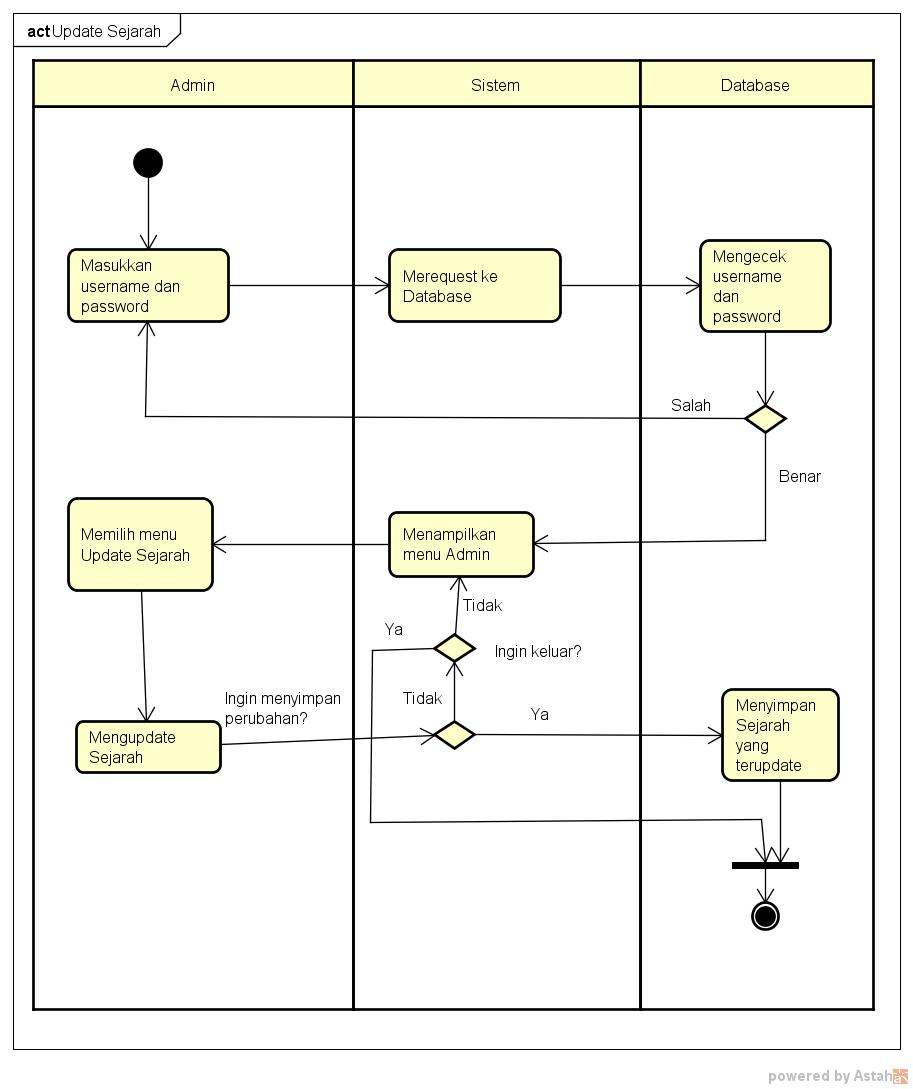 act Update Sejarah
Admin
Sistem
Database
Masukkan
username dan
password
Merequest ke
Database
Mengecek
username
dan
password
Salah
Benar
Memilih menu
Update Sejarah
Menampilkan
menu Admin
Tidak
Ya
Ingin keluar?
Ingin menyimpan
perubahan?
Tidak
Ya
Mengupdate
Sejarah
Menyimpan
Sejarah
yang
terupdate
powered by Astah